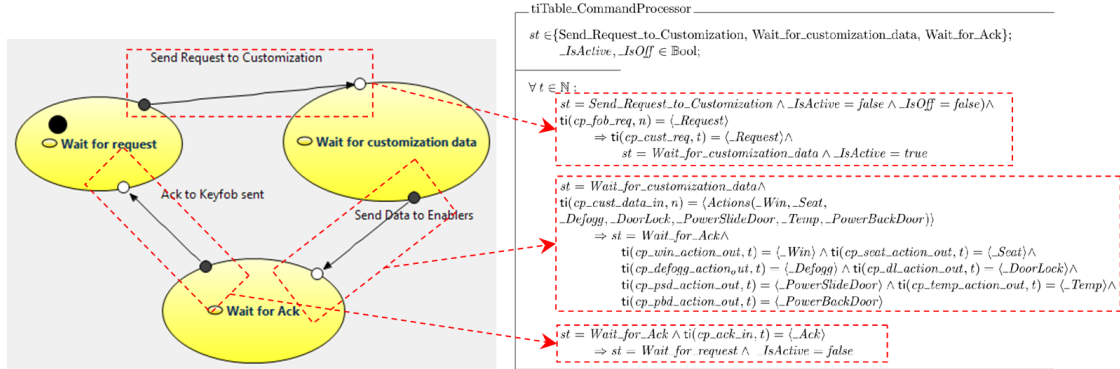 Send Request to Customization
Wait for request
Wait for customization data
Ack to Keyfob sent
Send Data to Enablers
Wait for Ack
tiTable_CommandProcessor
st ∈{Send_Request_to_Customization, Wait_for_customization_data, Wait_for_Ack};
_IsActive, _IsOff ∈ Bool;
∀ t ∈ ℕ :
st = Send_Request_to_Customization ∧ _IsActive = false ∧ _IsOff = false)∧
ti(cp_fob_req, n) = ⟨_Request⟩
⇒ ti(cp_cust_req, t) = ⟨_Request⟩∧
st = Wait_for_customization_data ∧ _IsActive = true
st = Wait_for_customization_data∧
ti(cp_cust_data_in, n) = ⟨Actions(_Win, _Seat,
_Defogg, _DoorLock, _PowerSlideDoor, _Temp, _PowerBackDoor)⟩
⇒ st = Wait_for_Ack∧
ti(cp_win_action_out, t) = ⟨_Win⟩ ∧ ti(cp_seat_action_out, t) = ⟨_Seat⟩∧
ti(cp_defogg_action_out, t) = ⟨_Defogg⟩ ∧ ti(cp_dl_action_out, t) = ⟨_DoorLock⟩∧
ti(cp_psd_action_out, t) = ⟨_PowerSlideDoor⟩ ∧ ti(cp_temp_action_out, t) = ⟨_Temp⟩∧
ti(cp_pbd_action_out, t) = ⟨_PowerBackDoor⟩
st = Wait_for_Ack ∧ ti(cp_ack_in, t) = ⟨_Ack⟩
⇒ st = Wait_for_request ∧ _IsActive = false